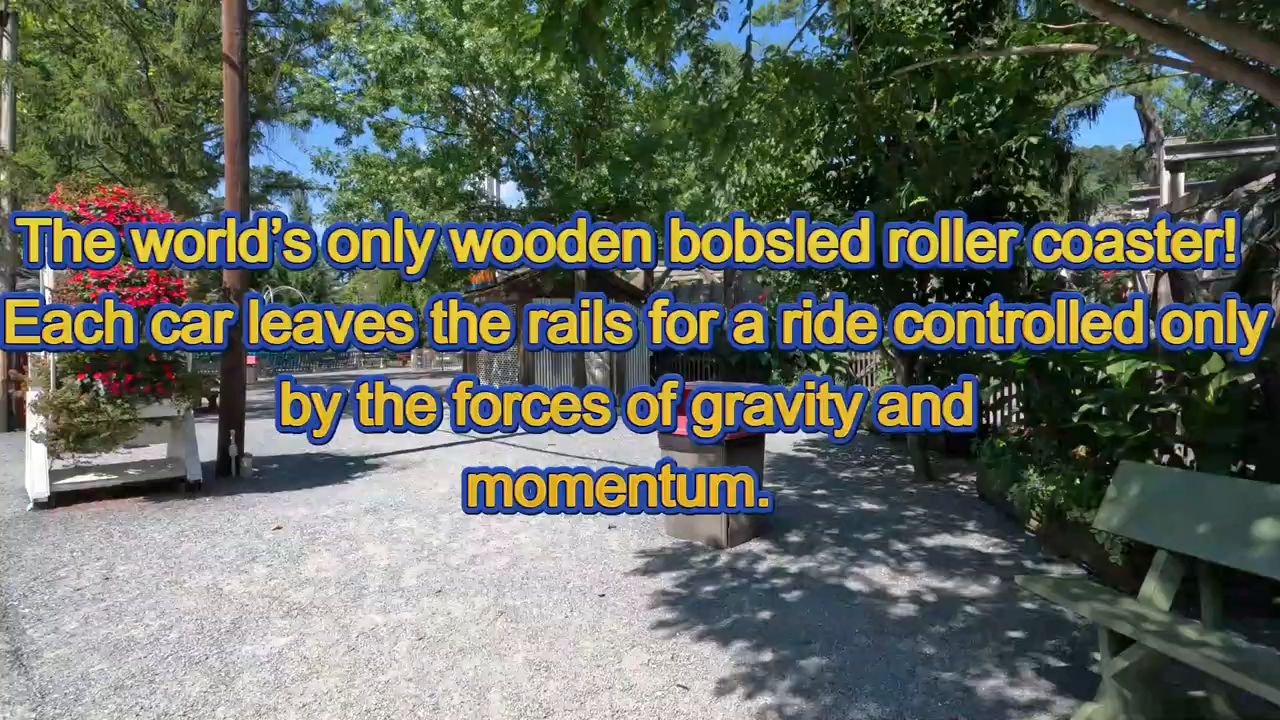 The world’s only wooden bobsled roller coaster!
Each car leaves the rails for a ride controlled only
by the forces of gravity and
momentum.